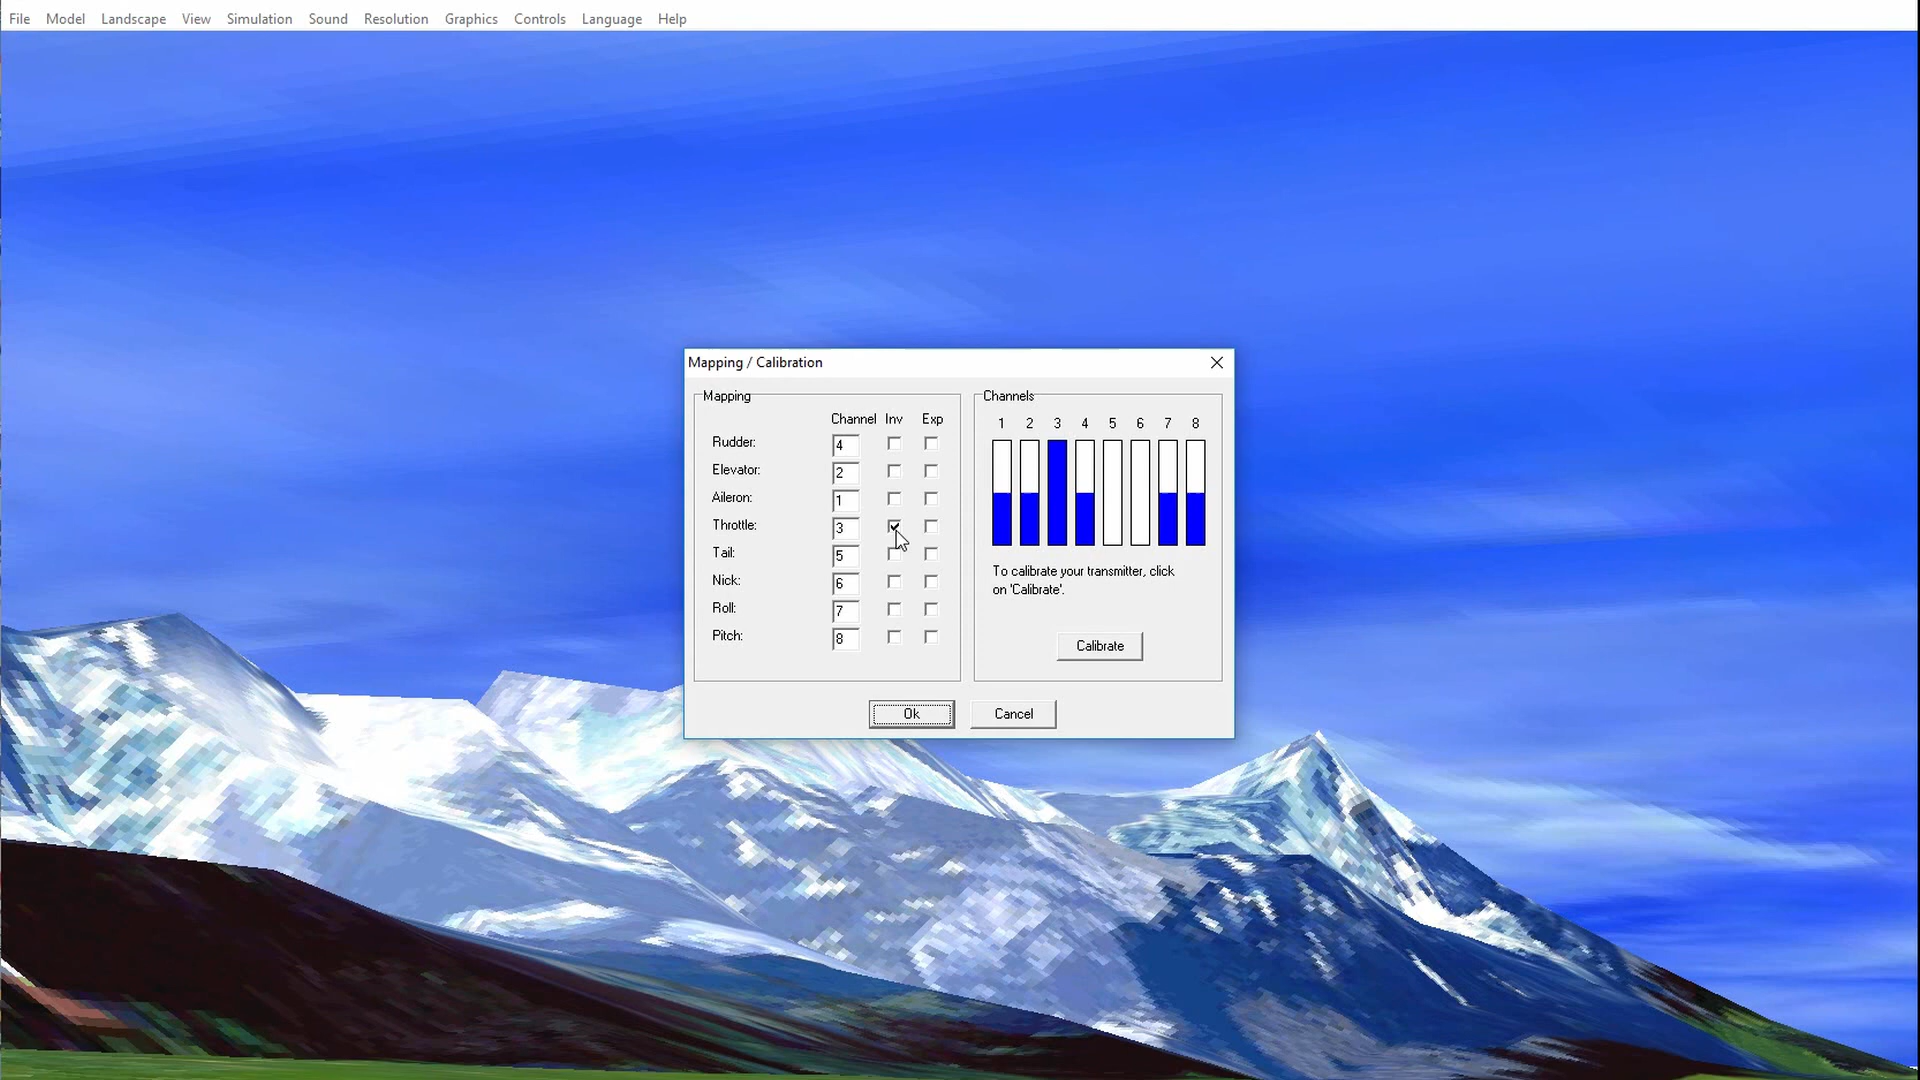 File Model Landscape View Simulation Sound Resolution Graphics Controls Language Help
Mapping / Calibration
Mapping
Channel Inv Exp
Rudder: 4
Elevator: 2
Aileron: 1
Throttle: 3
Tail: 5
Nick: 6
Roll: 7
Pitch: 8
Channels
1 2 3 4 5 6 7 8
To calibrate your transmitter, click
on 'Calibrate'.
Calibrate
Ok Cancel